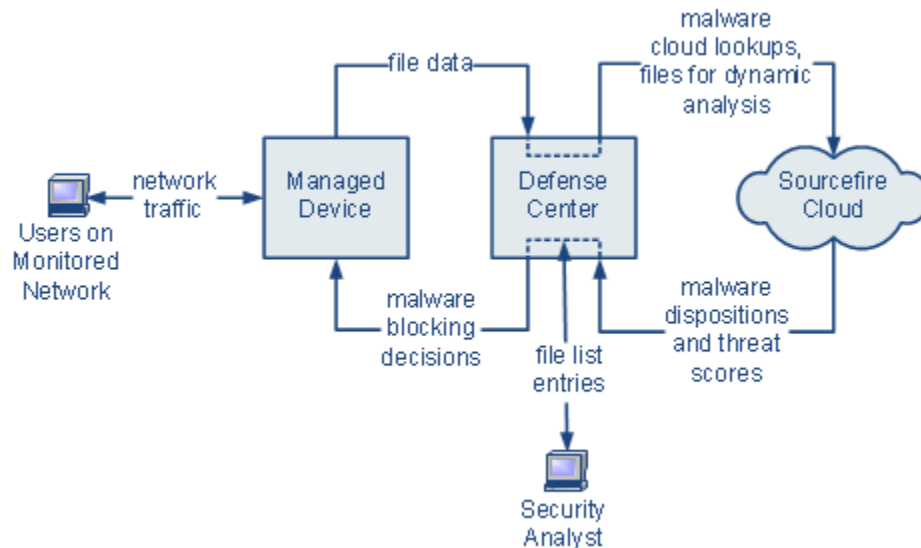 malware
cloud lookups,
files for dynamic
analysis
file data
network
traffic
Managed
Device
Defense
Center
Sourcefire
Cloud
Users on
Monitored
Network
malware
blocking
decisions
file list
entries
malware
dispositions
and threat
scores
Security
Analyst